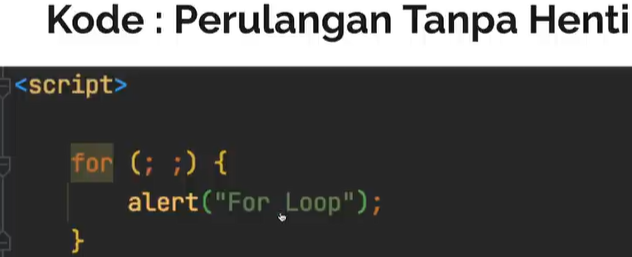 Kode : Perulangan Tanpa Henti
<script>
for (; ;) {
alert("For Loop");
}